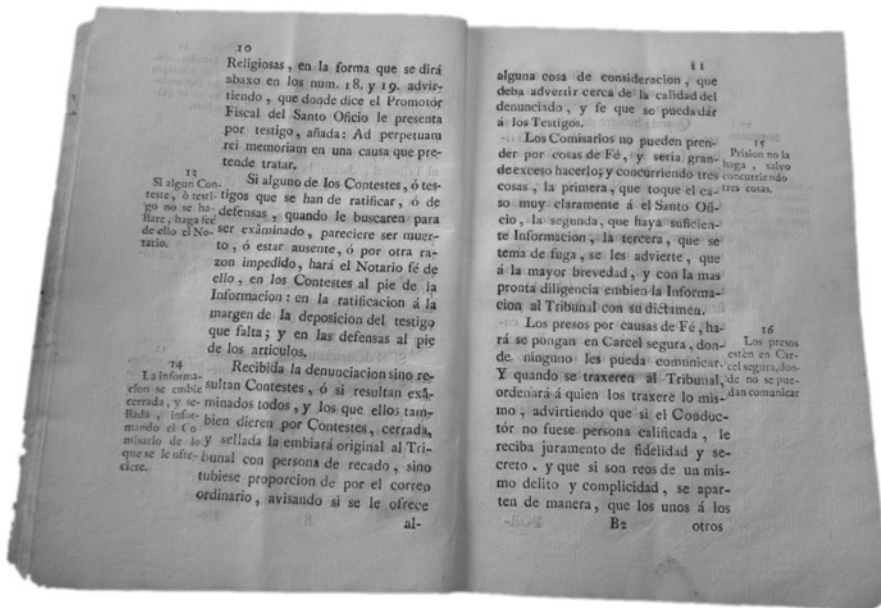 10
Religiosas, en la forma que se dirá
abaxo en los num. 18. y 19. advir-
tiendo, que donde dice el Promotór
Fiscal del Santo Oficio le presenta
por testigo, añada: Ad perpetuam
rei memoriam en una causa que pre-
tende tratar.
13
Si algun Con-
teste, ò testi-
go no se ha-
llare, haga feé
de ello el No-
tario.
Si alguno de los Contestes, ó tes-
tigos que se han de ratificar, ó de
defensas, quando le buscaren para
ser exâminado, pareciere ser muer-
to, ó estar ausente, ó por otra ra-
zon impedido, hará el Notario fé de
ello, en los Contestes al pie de la
Informacion: en la ratificacion á la
margen de la deposicion del testigo
que falta; y en las defensas al pie
de los articulos.
14
La informa-
cion se embie
cerrada, y se-
llada, infor-
mando el Co-
misario de lo
que se le ofre-
ciere.
Recibida la denunciacion sino re-
sultan Contestes, ó si resultan exâ-
minados todos, y los que ellos tam-
bien dieren por Contestes, cerrada,
y sellada la embiará original al Tri-
bunal con persona de recado, sino
tubiese proporcion de por el correo
ordinario, avisando si se le ofrece
al-
11
alguna cosa de consideracion, que
deba advertir cerca de la calidad del
denunciado, y fe que se pueda dár
á los Testigos.
15
Prision no la
haga, salvo
concurriendo
tres cosas.
Los Comisarios no pueden pren-
der por cosas de Fé, y seria gran-
de exceso hacerlo; y concurriendo tres
cosas, la primera, que toque el ca-
so muy claramente á el Santo Ofi-
cio, la segunda, que haya suficien-
te Informacion, la tercera, que se
tema de fuga, se les advierte, que
á la mayor brevedad, y con la mas
pronta diligencia embien la Informa-
cion al Tribunal con su dictamen.
16
Los presos
estèn en Car-
cel segura, don-
de no se pue-
dan comunicar
Los presos por causas de Fé, ha-
rá se pongan en Carcel segura, don-
de ninguno les pueda comunicar.
Y quando se traxeren al Tribunal,
ordenará á quien los traxere lo mis-
mo, advirtiendo que si el Conduc-
tór no fuese persona calificada, le
reciba juramento de fidelidad y se-
creto. y que si son reos de un mis-
mo delito y complicidad, se apar-
ten de manera, que los unos á los
B2
otros